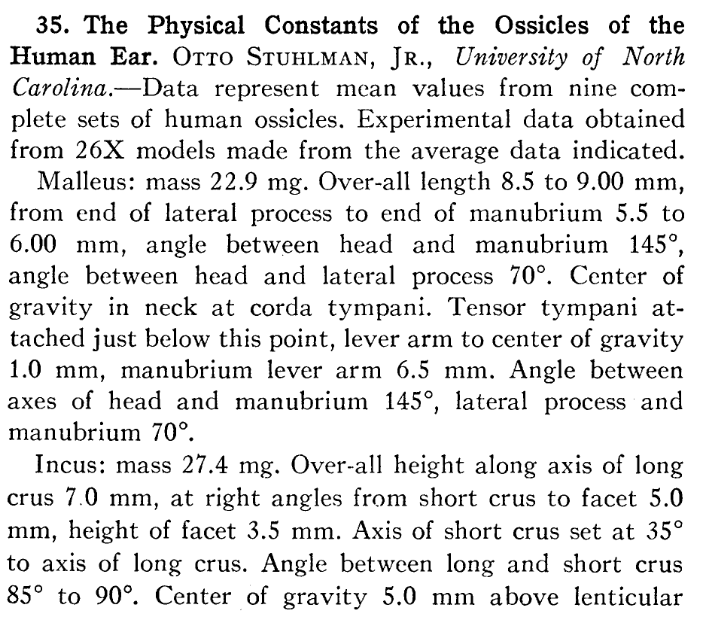 35. The Physical Constants of the Ossicles of the
Human Ear. OTTO STUHLMAN, JR., University of North
Carolina.—Data represent mean values from nine com-
plete sets of human ossicles. Experimental data obtained
from 26X models made from the average data indicated.
Malleus: mass 22.9 mg. Over-all length 8.5 to 9.00 mm,
from end of lateral process to end of manubrium 5.5 to
6.00 mm, angle between head and manubrium 145°,
angle between head and lateral process 70°. Center of
gravity in neck at corda tympani. Tensor tympani at-
tached just below this point, lever arm to center of gravity
1.0 mm, manubrium lever arm 6.5 mm. Angle between
axes of head and manubrium 145°, lateral process and
manubrium 70°.
Incus: mass 27.4 mg. Over-all height along axis of long
crus 7.0 mm, at right angles from short crus to facet 5.0
mm, height of facet 3.5 mm. Axis of short crus set at 35°
to axis of long crus. Angle between long and short crus
85° to 90°. Center of gravity 5.0 mm above lenticular